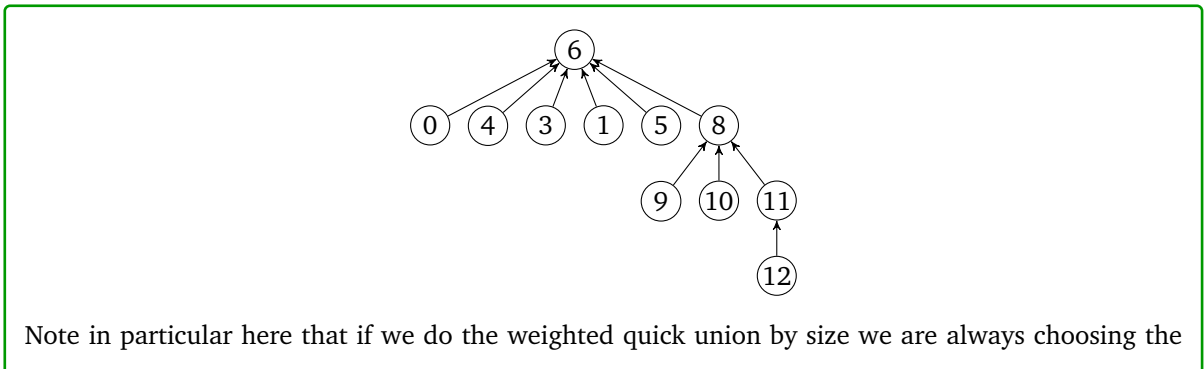 6
0 4 3 1 5 8
9 10 11
12
Note in particular here that if we do the weighted quick union by size we are always choosing the